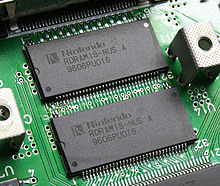 Nintendo
RDRAM18-NUS A
9606PU016
Nintendo
RDRAM18-NUS A
9606PU016